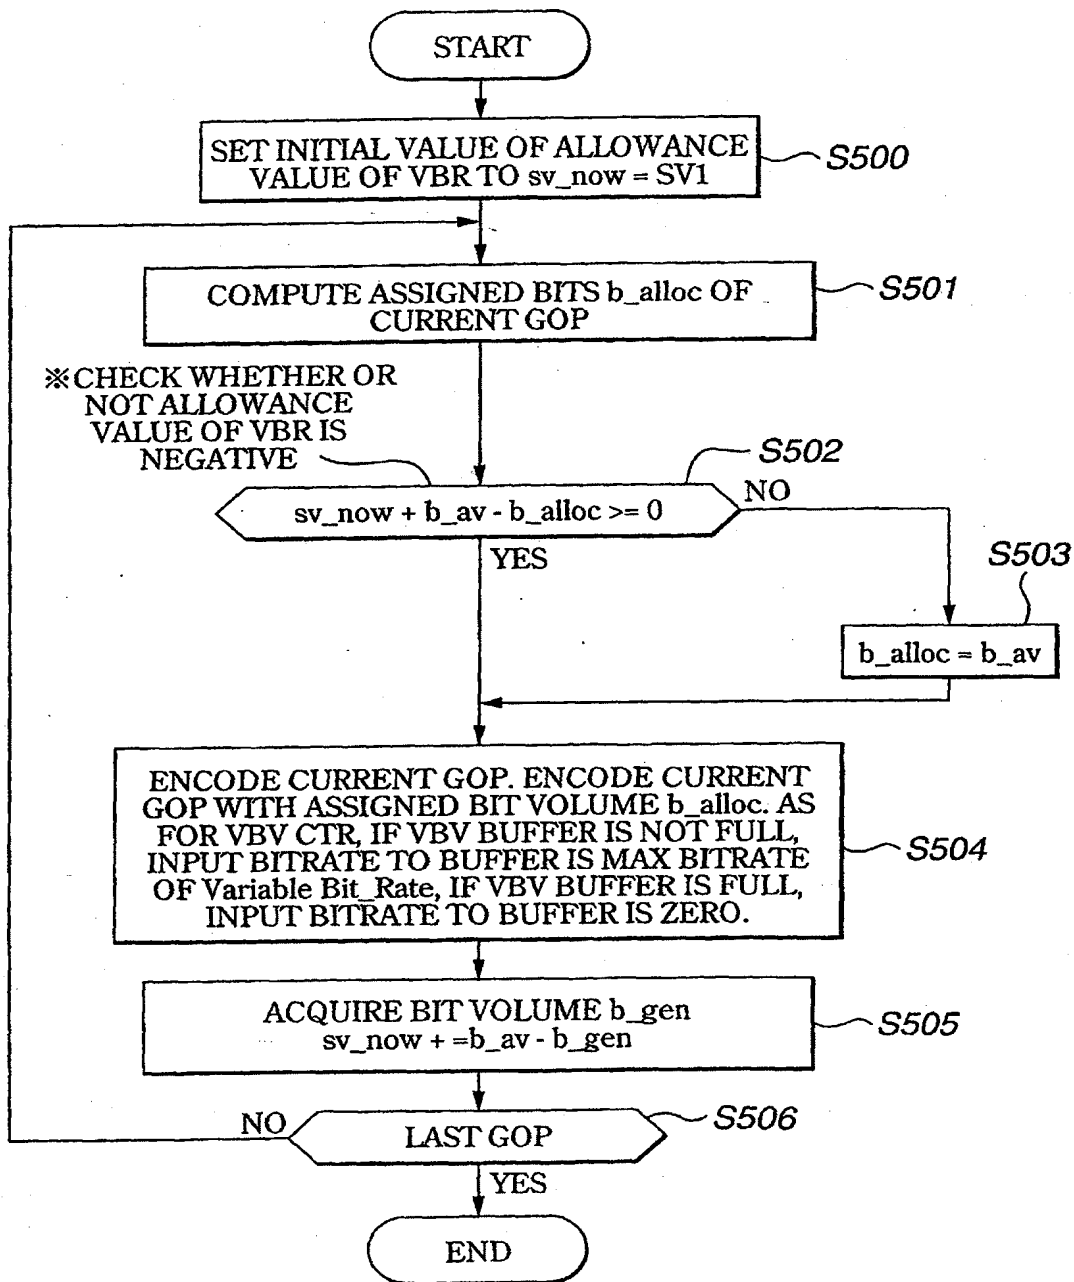 START
SET INITIAL VALUE OF ALLOWANCE
VALUE OF VBR TO sv_now = SV1
S500
COMPUTE ASSIGNED BITS b_alloc OF
CURRENT GOP
S501
※CHECK WHETHER OR
NOT ALLOWANCE
VALUE OF VBR IS
NEGATIVE
S502
sv_now + b_av - b_alloc >= 0
NO
YES
S503
b_alloc = b_av
ENCODE CURRENT GOP. ENCODE CURRENT
GOP WITH ASSIGNED BIT VOLUME b_alloc. AS
FOR VBV CTR, IF VBV BUFFER IS NOT FULL,
INPUT BITRATE TO BUFFER IS MAX BITRATE
OF Variable Bit_Rate, IF VBV BUFFER IS FULL,
INPUT BITRATE TO BUFFER IS ZERO.
S504
ACQUIRE BIT VOLUME b_gen
sv_now + =b_av - b_gen
S505
NO
LAST GOP
S506
YES
END